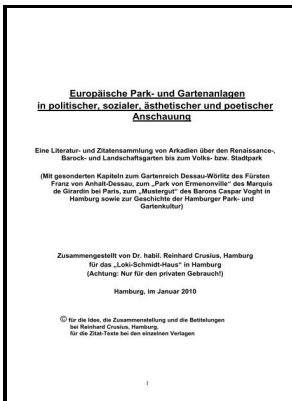 Europäische Park- und Gartenanlagen
in politischer, sozialer, ästhetischer und poetischer
Anschauung
Eine Literatur- und Zitatensammlung von Arkadien über den Renaissance-,
Barock- und Landschaftsgarten bis zum Volks- bzw. Stadtpark
(Mit gesonderten Kapiteln zum Gartenreich Dessau-Wörlitz des Fürsten
Franz von Anhalt-Dessau, zum „Park von Ermenonville“ des Marquis
de Girardin bei Paris, zum „Mustergut“ des Barons Caspar Voght in
Hamburg sowie zur Geschichte der Hamburger Park- und
Gartenkultur)
Zusammengestellt von Dr. habil. Reinhard Crusius, Hamburg
für das „Loki-Schmidt-Haus” in Hamburg
(Achtung: Nur für den privaten Gebrauch!)
Hamburg, im Januar 2010
© für die Idee, die Zusammenstellung und die Betitelungen
bei Reinhard Crusius, Hamburg,
für die Zitat-Texte bei den einzelnen Verlagen
1